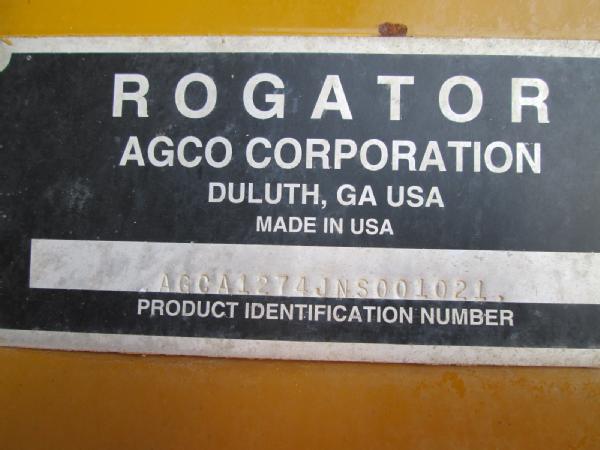 ROGATOR
AGCO CORPORATION
DULUTH, GA USA
MADE IN USA
.AGCA1274JNS001021.
PRODUCT IDENTIFICATION NUMBER